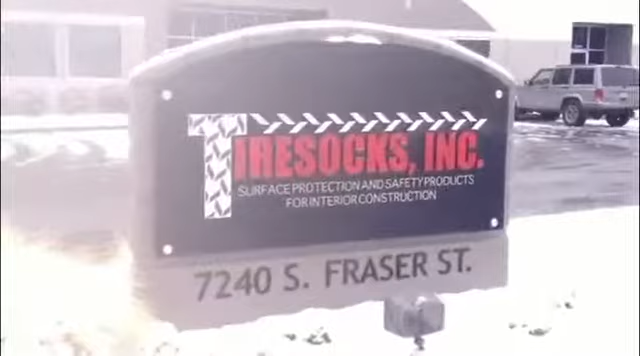 TIRESOCKS, INC.
SURFACE PROTECTION AND SAFETY PRODUCTS
FOR INTERIOR CONSTRUCTION
7240 S. FRASER ST.